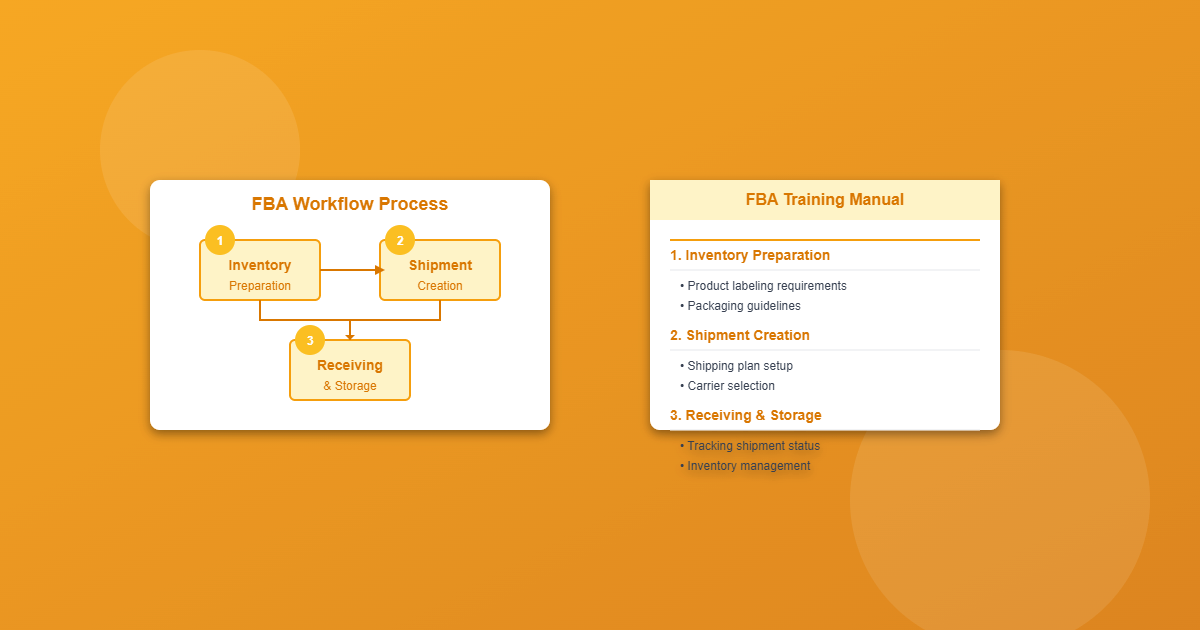 FBA Workflow Process
1
Inventory
Preparation
2
Shipment
Creation
3
Receiving
& Storage
FBA Training Manual
1. Inventory Preparation
• Product labeling requirements
• Packaging guidelines
2. Shipment Creation
• Shipping plan setup
• Carrier selection
3. Receiving & Storage
• Tracking shipment status
• Inventory management